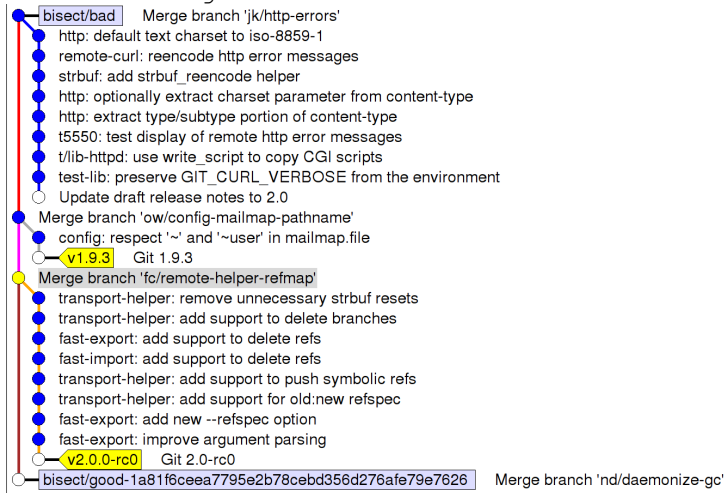 bisect/bad Merge branch 'jk/http-errors'
http: default text charset to iso-8859-1
remote-curl: reencode http error messages
strbuf: add strbuf_reencode helper
http: optionally extract charset parameter from content-type
http: extract type/subtype portion of content-type
t5550: test display of remote http error messages
t/lib-httpd: use write_script to copy CGI scripts
test-lib: preserve GIT_CURL_VERBOSE from the environment
Update draft release notes to 2.0
Merge branch 'ow/config-mailmap-pathname'
config: respect '~' and '~user' in mailmap.file
v1.9.3 Git 1.9.3
Merge branch 'fc/remote-helper-refmap'
transport-helper: remove unnecessary strbuf resets
transport-helper: add support to delete branches
fast-export: add support to delete refs
fast-import: add support to delete refs
transport-helper: add support to push symbolic refs
transport-helper: add support for old:new refspec
fast-export: add new --refspec option
fast-export: improve argument parsing
v2.0.0-rc0 Git 2.0-rc0
bisect/good-1a81f6ceea7795e2b78cebd356d276afe79e7626 Merge branch 'nd/daemonize-gc'